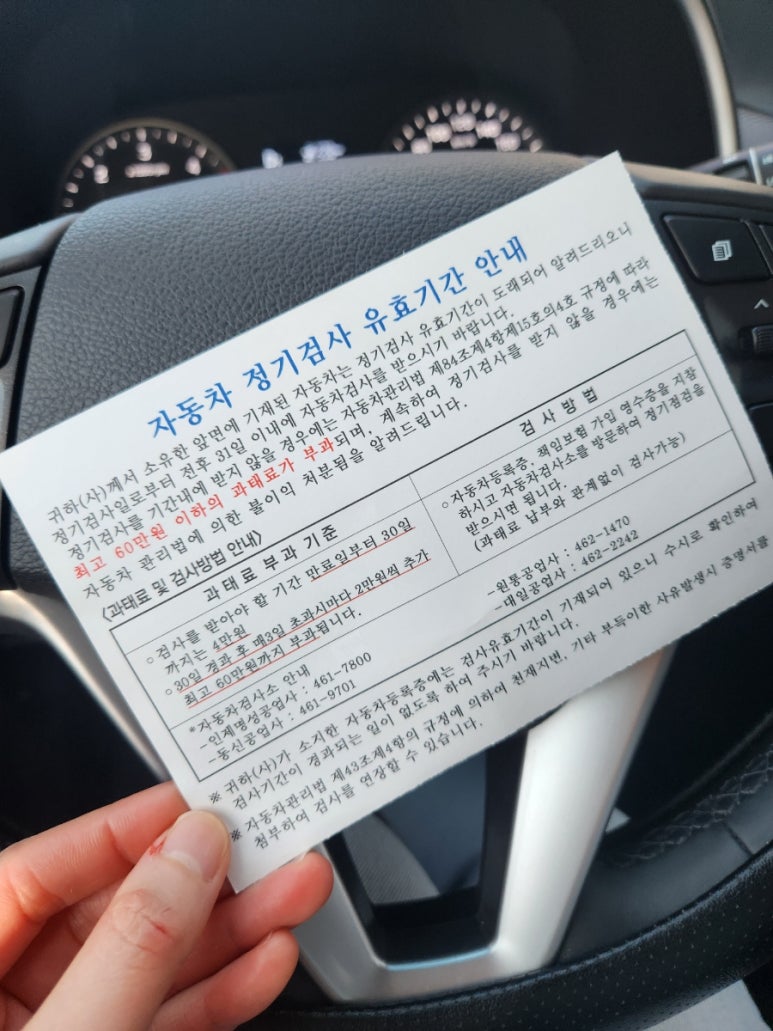 자동차 정기검사 유효기간 안내
귀하(사)께서 소유한 앞면에 기재된 자동차는 정기검사 유효기간이 도래되어 알려드리오니
정기검사일로부터 전후 31일 이내에 자동차검사를 받으시기 바랍니다.
정기검사를 기간내에 받지 않을 경우에는 자동차관리법 제84조제4항제15호의4호 규정에 따라
최고 60만원 이하의 과태료가 부과되며, 계속하여 정기검사를 받지 않을 경우에는
자동차 관리법에 의한 불이익 처분됨을 알려드립니다.
<과태료 및 검사방법 안내>
과태료 부과기준
○ 검사를 받아야 할 기간 만료일부터 30일
까지는 4만원
○ 30일 경과 후 매3일 초과시마다 2만원씩 추가
최고 60만원까지 부과됩니다.
검사방법
○ 자동차등록증, 책임보험 가입 영수증을 지참
하시고 자동차검사소를 방문하여 정기점검을
받으시면 됩니다.
(과태료 납부와 관계없이 검사가능)
*자동차검사소 안내
-인제명성공업사 : 461-7800
-동신공업사 : 461-9701
-원통공업사 : 462-1470
-대일공업사 : 462-2242
※ 귀하(사)가 소지한 자동차등록증에는 검사유효기간이 기재되어 있으니 수시로 확인하여
검사기간이 경과되는 일이 없도록 하여 주시기 바랍니다.
※ 자동차관리법 제43조제4항의 규정에 의하여 천재지변, 기타 부득이한 사유발생시 증명서를
첨부하여 검사를 연장할 수 있습니다.
2
3
4